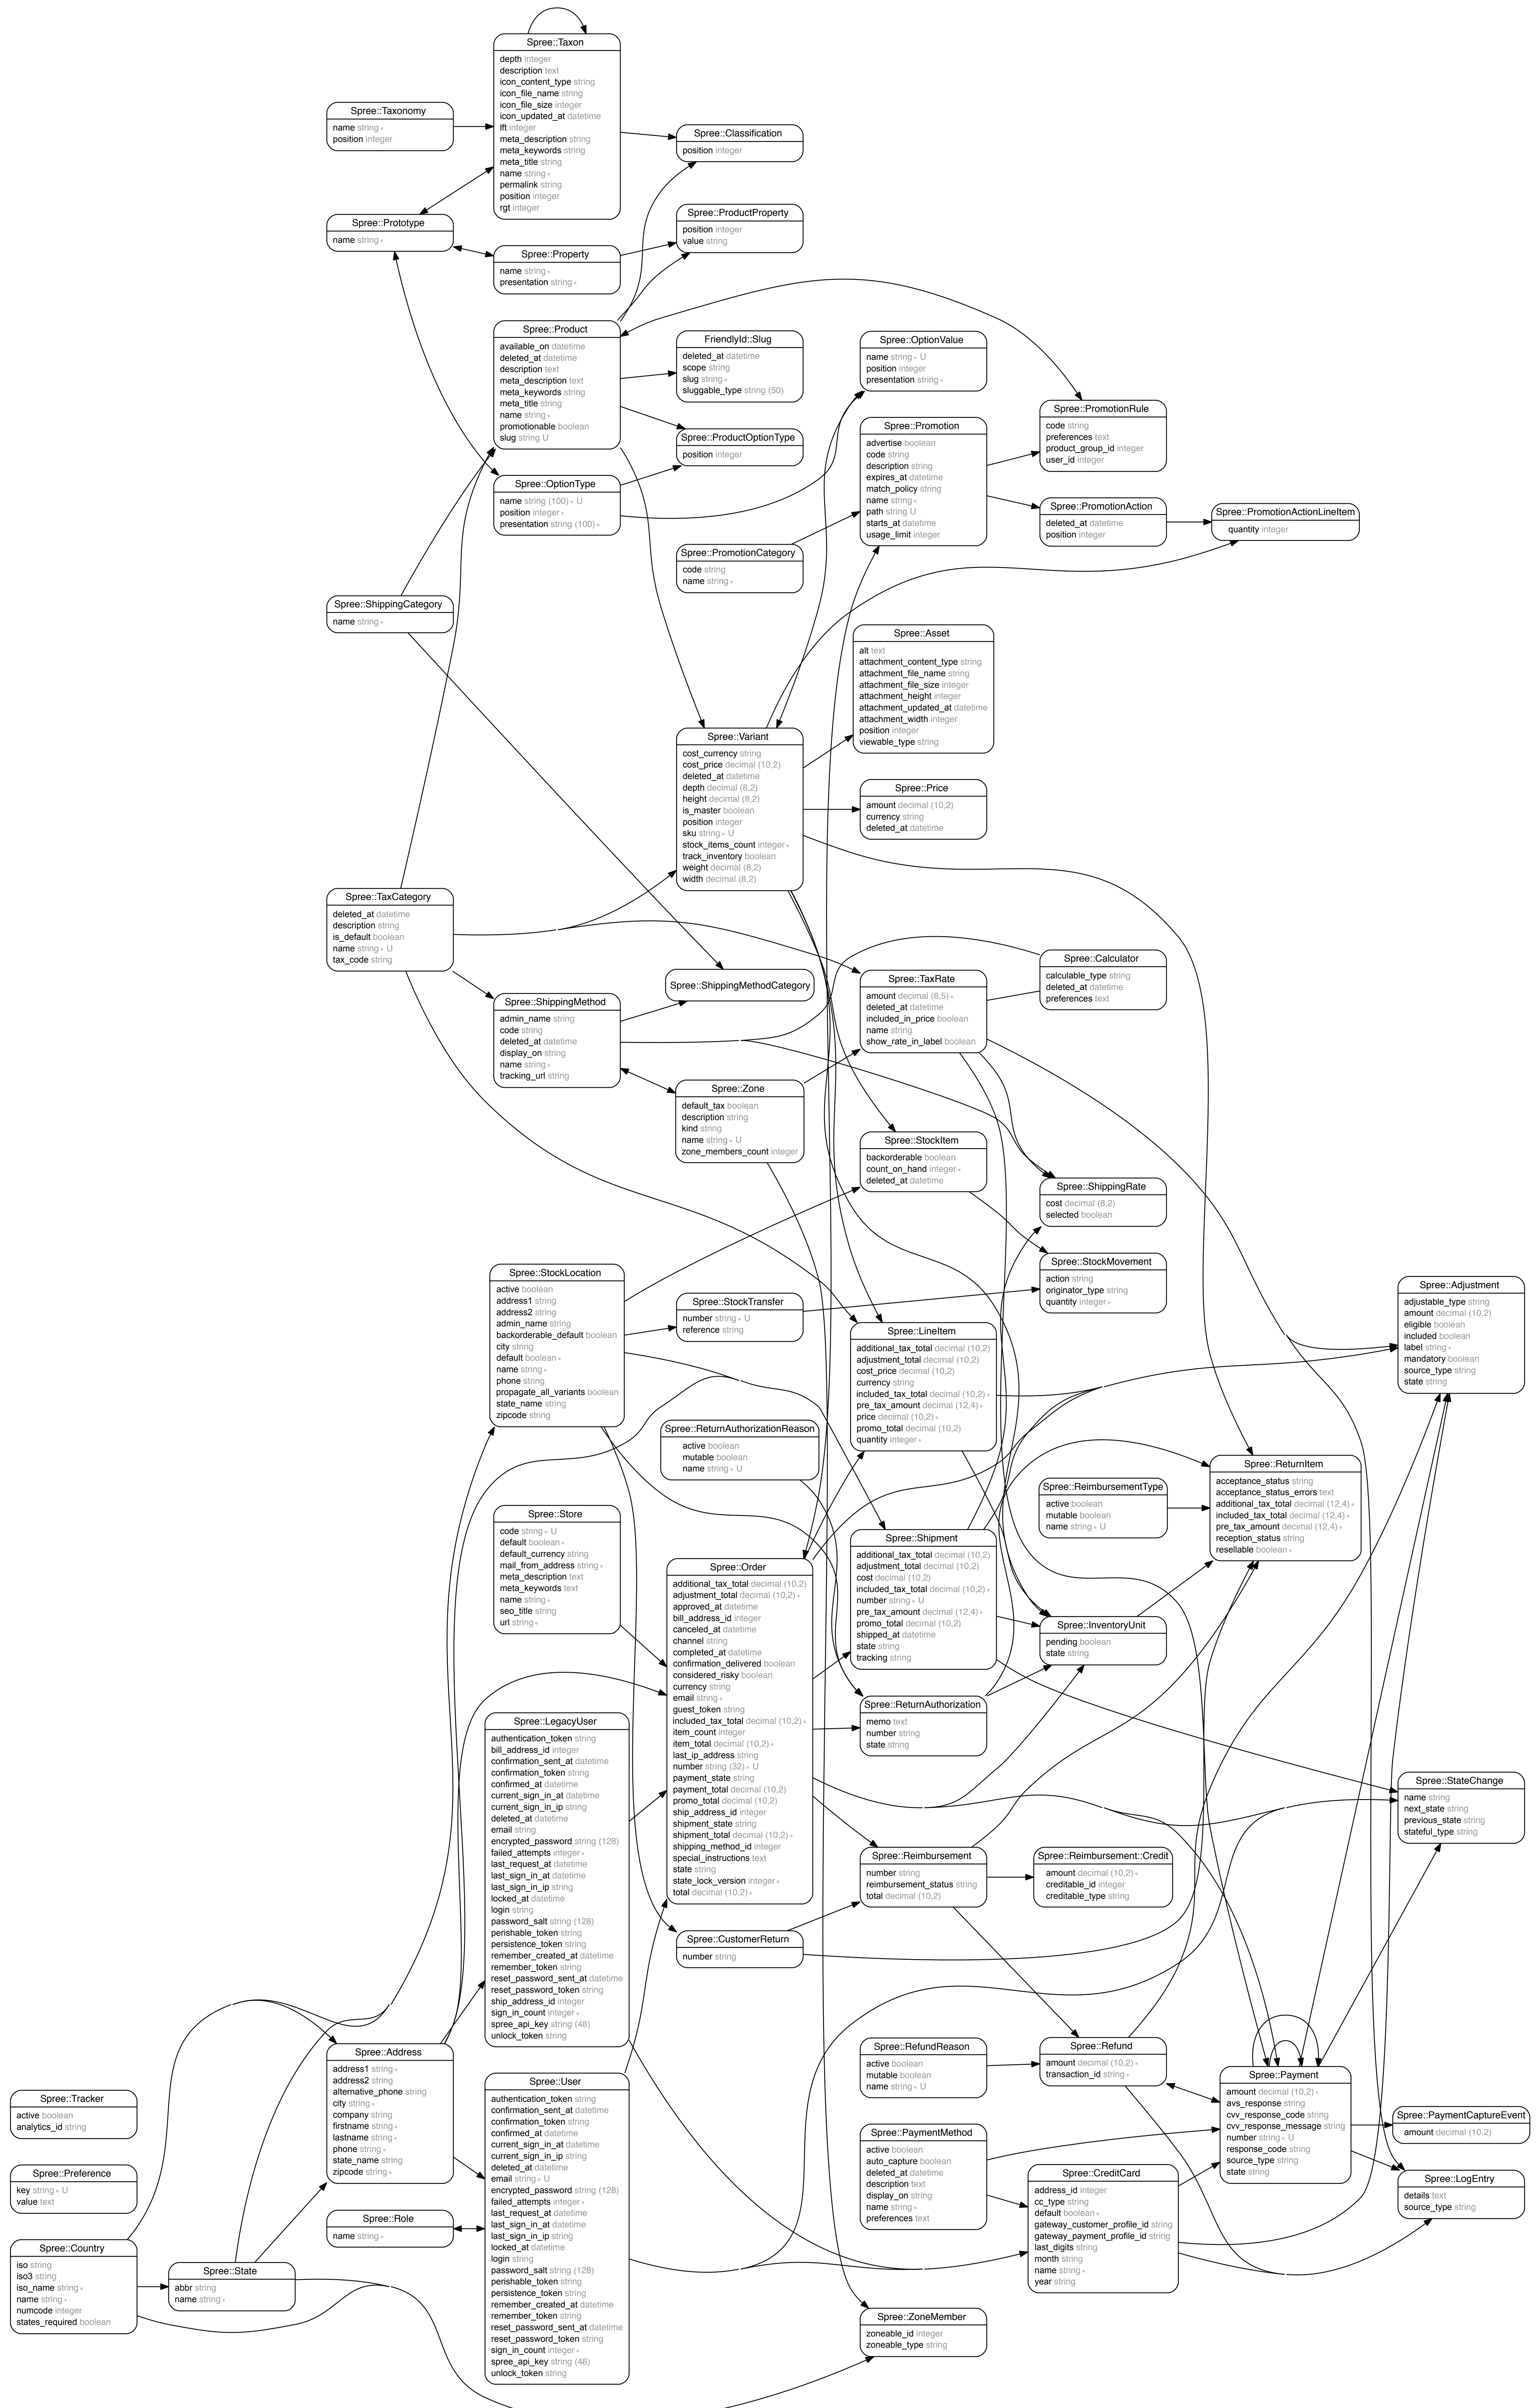 Spree::Taxon
depth integer
description text
icon_content_type string
icon_file_name string
icon_file_size integer
icon_updated_at datetime
lft integer
meta_description string
meta_keywords string
meta_title string
name string ∗
permalink string
position integer
rgt integer
Spree::Taxonomy
name string ∗
position integer
Spree::Classification
position integer
Spree::Prototype
name string ∗
Spree::ProductProperty
position integer
value string
Spree::Property
name string ∗
presentation string ∗
Spree::Product
available_on datetime
deleted_at datetime
description text
meta_description text
meta_keywords string
meta_title string
name string ∗
promotionable boolean
slug string U
FriendlyId::Slug
deleted_at datetime
scope string
slug string ∗
sluggable_type string (50)
Spree::OptionValue
name string ∗ U
position integer
presentation string ∗
Spree::PromotionRule
code string
preferences text
product_group_id integer
user_id integer
Spree::ProductOptionType
position integer
Spree::Promotion
advertise boolean
code string
description string
expires_at datetime
match_policy string
name string ∗
path string U
starts_at datetime
usage_limit integer
Spree::OptionType
name string (100) ∗ U
position integer ∗
presentation string (100) ∗
Spree::PromotionAction
deleted_at datetime
position integer
Spree::PromotionActionLineItem
quantity integer
Spree::PromotionCategory
code string
name string ∗
Spree::ShippingCategory
name string ∗
Spree::Asset
alt text
attachment_content_type string
attachment_file_name string
attachment_file_size integer
attachment_height integer
attachment_updated_at datetime
attachment_width integer
position integer
viewable_type string
Spree::Variant
cost_currency string
cost_price decimal (10,2)
deleted_at datetime
depth decimal (8,2)
height decimal (8,2)
is_master boolean
position integer
sku string ∗ U
stock_items_count integer ∗
track_inventory boolean
weight decimal (8,2)
width decimal (8,2)
Spree::Price
amount decimal (10,2)
currency string
deleted_at datetime
Spree::TaxCategory
deleted_at datetime
description string
is_default boolean
name string ∗ U
tax_code string
Spree::ShippingMethodCategory
Spree::TaxRate
amount decimal (8,5) ∗
deleted_at datetime
included_in_price boolean
name string
show_rate_in_label boolean
Spree::Calculator
calculable_type string
deleted_at datetime
preferences text
Spree::ShippingMethod
admin_name string
code string
deleted_at datetime
display_on string
name string ∗
tracking_url string
Spree::Zone
default_tax boolean
description string
kind string
name string ∗ U
zone_members_count integer
Spree::StockItem
backorderable boolean
count_on_hand integer ∗
deleted_at datetime
Spree::ShippingRate
cost decimal (8,2)
selected boolean
Spree::StockMovement
action string
originator_type string
quantity integer ∗
Spree::StockLocation
active boolean
address1 string
address2 string
admin_name string
backorderable_default boolean
city string
default boolean ∗
name string ∗
phone string
propagate_all_variants boolean
state_name string
zipcode string
Spree::StockTransfer
number string ∗ U
reference string
Spree::LineItem
additional_tax_total decimal (10,2)
adjustment_total decimal (10,2)
cost_price decimal (10,2)
currency string
included_tax_total decimal (10,2) ∗
pre_tax_amount decimal (12,4) ∗
price decimal (10,2) ∗
promo_total decimal (10,2)
quantity integer ∗
Spree::Adjustment
adjustable_type string
amount decimal (10,2)
eligible boolean
included boolean
label string ∗
mandatory boolean
source_type string
state string
Spree::ReturnAuthorizationReason
active boolean
mutable boolean
name string ∗ U
Spree::ReimbursementType
active boolean
mutable boolean
name string ∗ U
Spree::ReturnItem
acceptance_status string
acceptance_status_errors text
additional_tax_total decimal (12,4) ∗
included_tax_total decimal (12,4) ∗
pre_tax_amount decimal (12,4) ∗
reception_status string
resellable boolean ∗
Spree::Store
code string ∗ U
default boolean ∗
default_currency string
mail_from_address string ∗
meta_description text
meta_keywords text
name string ∗
seo_title string
url string ∗
Spree::Order
additional_tax_total decimal (10,2)
adjustment_total decimal (10,2) ∗
approved_at datetime
bill_address_id integer
canceled_at datetime
channel string
completed_at datetime
confirmation_delivered boolean
considered_risky boolean
currency string
email string ∗
guest_token string
included_tax_total decimal (10,2) ∗
item_count integer
item_total decimal (10,2) ∗
last_ip_address string
number string (32) ∗ U
payment_state string
payment_total decimal (10,2)
promo_total decimal (10,2)
ship_address_id integer
shipment_state string
shipment_total decimal (10,2) ∗
shipping_method_id integer
special_instructions text
state string
state_lock_version integer ∗
total decimal (10,2) ∗
Spree::Shipment
additional_tax_total decimal (10,2)
adjustment_total decimal (10,2)
cost decimal (10,2)
included_tax_total decimal (10,2) ∗
number string ∗ U
pre_tax_amount decimal (12,4) ∗
promo_total decimal (10,2)
shipped_at datetime
state string
tracking string
Spree::InventoryUnit
pending boolean
state string
Spree::ReturnAuthorization
memo text
number string
state string
Spree::LegacyUser
authentication_token string
bill_address_id integer
confirmation_sent_at datetime
confirmation_token string
confirmed_at datetime
current_sign_in_at datetime
current_sign_in_ip string
deleted_at datetime
email string
encrypted_password string (128)
failed_attempts integer ∗
last_request_at datetime
last_sign_in_at datetime
last_sign_in_ip string
locked_at datetime
login string
password_salt string (128)
perishable_token string
persistence_token string
remember_created_at datetime
remember_token string
reset_password_sent_at datetime
reset_password_token string
ship_address_id integer
sign_in_count integer ∗
spree_api_key string (48)
unlock_token string
Spree::StateChange
name string
next_state string
previous_state string
stateful_type string
Spree::Reimbursement
number string
reimbursement_status string
total decimal (10,2)
Spree::Reimbursement::Credit
amount decimal (10,2) ∗
creditable_id integer
creditable_type string
Spree::CustomerReturn
number string
Spree::Address
address1 string ∗
address2 string
alternative_phone string
city string ∗
company string
firstname string ∗
lastname string ∗
phone string ∗
state_name string
zipcode string ∗
Spree::RefundReason
active boolean
mutable boolean
name string ∗ U
Spree::Refund
amount decimal (10,2) ∗
transaction_id string ∗
Spree::Payment
amount decimal (10,2) ∗
avs_response string
cvv_response_code string
cvv_response_message string
number string ∗ U
response_code string
source_type string
state string
Spree::Tracker
active boolean
analytics_id string
Spree::User
authentication_token string
confirmation_sent_at datetime
confirmation_token string
confirmed_at datetime
current_sign_in_at datetime
current_sign_in_ip string
deleted_at datetime
email string ∗ U
encrypted_password string (128)
failed_attempts integer ∗
last_request_at datetime
last_sign_in_at datetime
last_sign_in_ip string
locked_at datetime
login string
password_salt string (128)
perishable_token string
persistence_token string
remember_created_at datetime
remember_token string
reset_password_sent_at datetime
reset_password_token string
sign_in_count integer ∗
spree_api_key string (48)
unlock_token string
Spree::PaymentCaptureEvent
amount decimal (10,2)
Spree::PaymentMethod
active boolean
auto_capture boolean
deleted_at datetime
description text
display_on string
name string ∗
preferences text
Spree::CreditCard
address_id integer
cc_type string
default boolean ∗
gateway_customer_profile_id string
gateway_payment_profile_id string
last_digits string
month string
name string ∗
year string
Spree::LogEntry
details text
source_type string
Spree::Preference
key string ∗ U
value text
Spree::Role
name string ∗
Spree::Country
iso string
iso3 string
iso_name string ∗
name string ∗
numcode integer
states_required boolean
Spree::State
abbr string
name string ∗
Spree::ZoneMember
zoneable_id integer
zoneable_type string